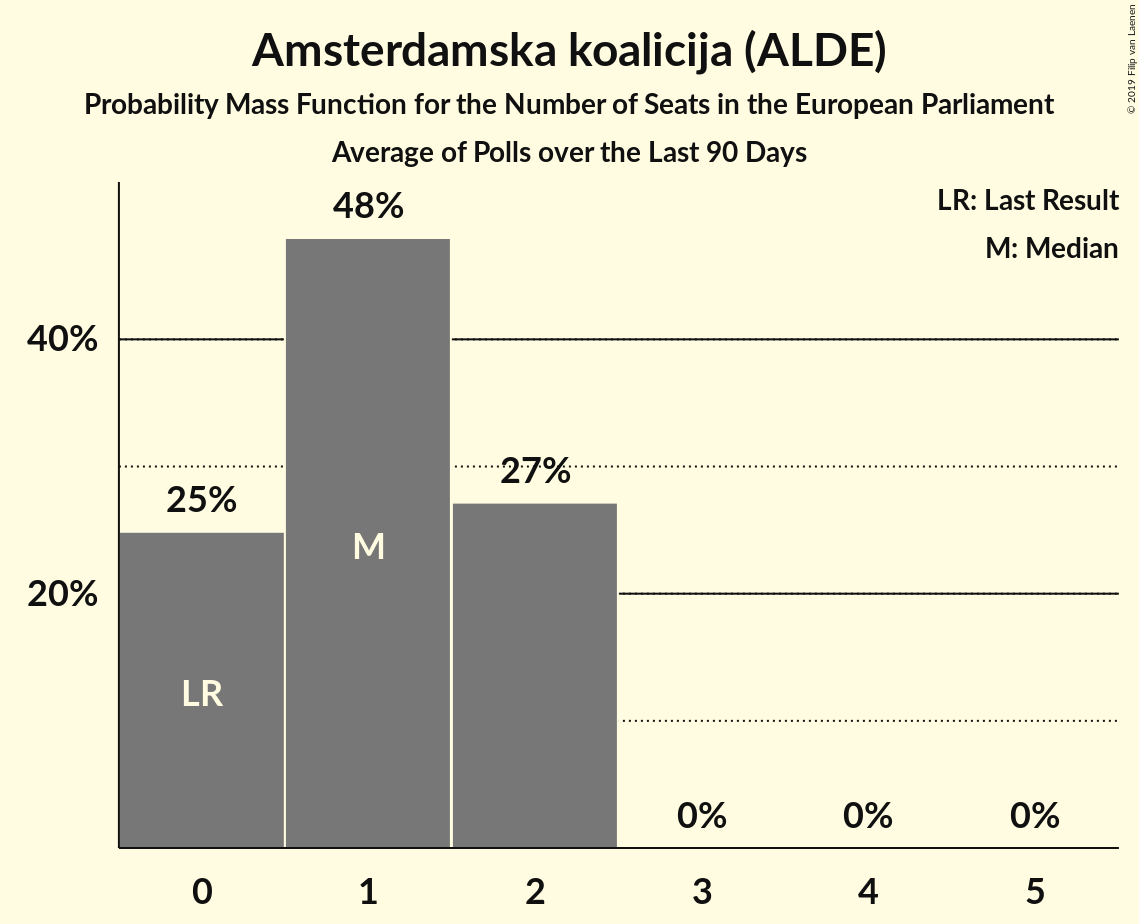 Amsterdamska koalicija (ALDE)
Probability Mass Function for the Number of Seats in the European Parliament
Average of Polls over the Last 90 Days
© 2019 Filip van Laenen
LR: Last Result
M: Median
48%
40%
27%
25%
M
20%
LR
0% 0% 0%
0 1 2 3 4 5